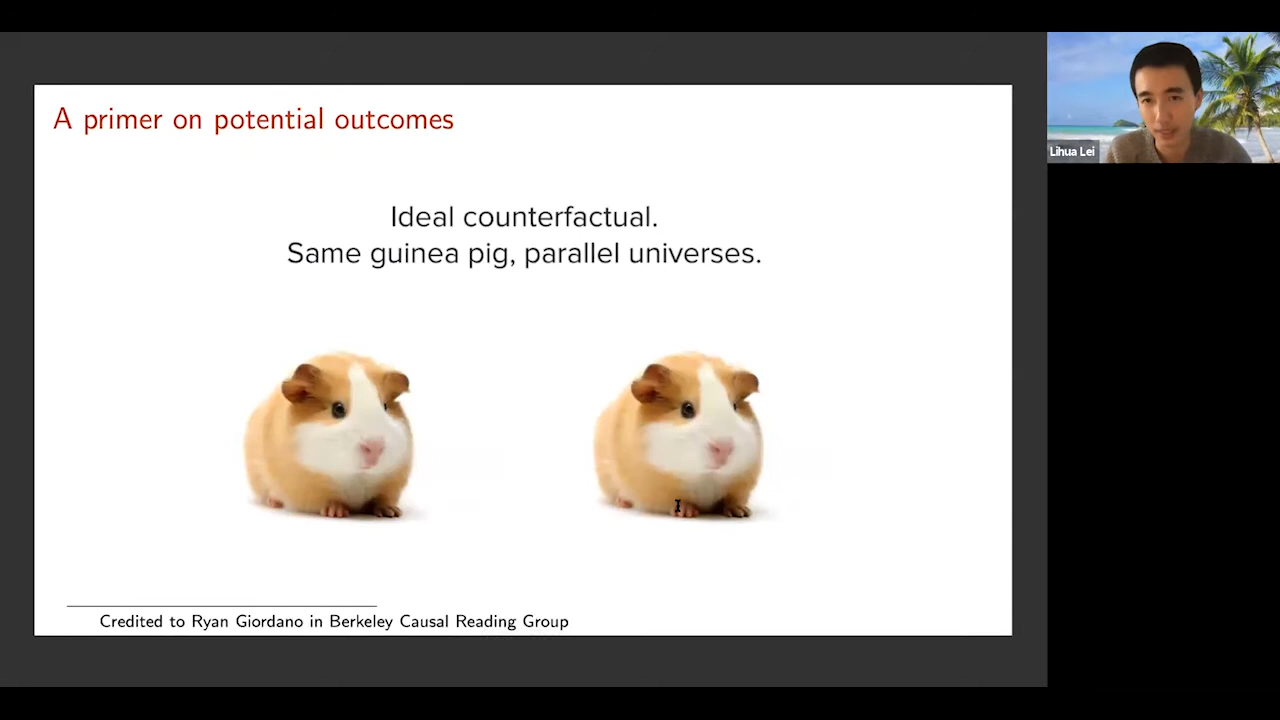 A primer on potential outcomes
Ideal counterfactual.
Same guinea pig, parallel universes.
Credited to Ryan Giordano in Berkeley Causal Reading Group
Lihua Lei